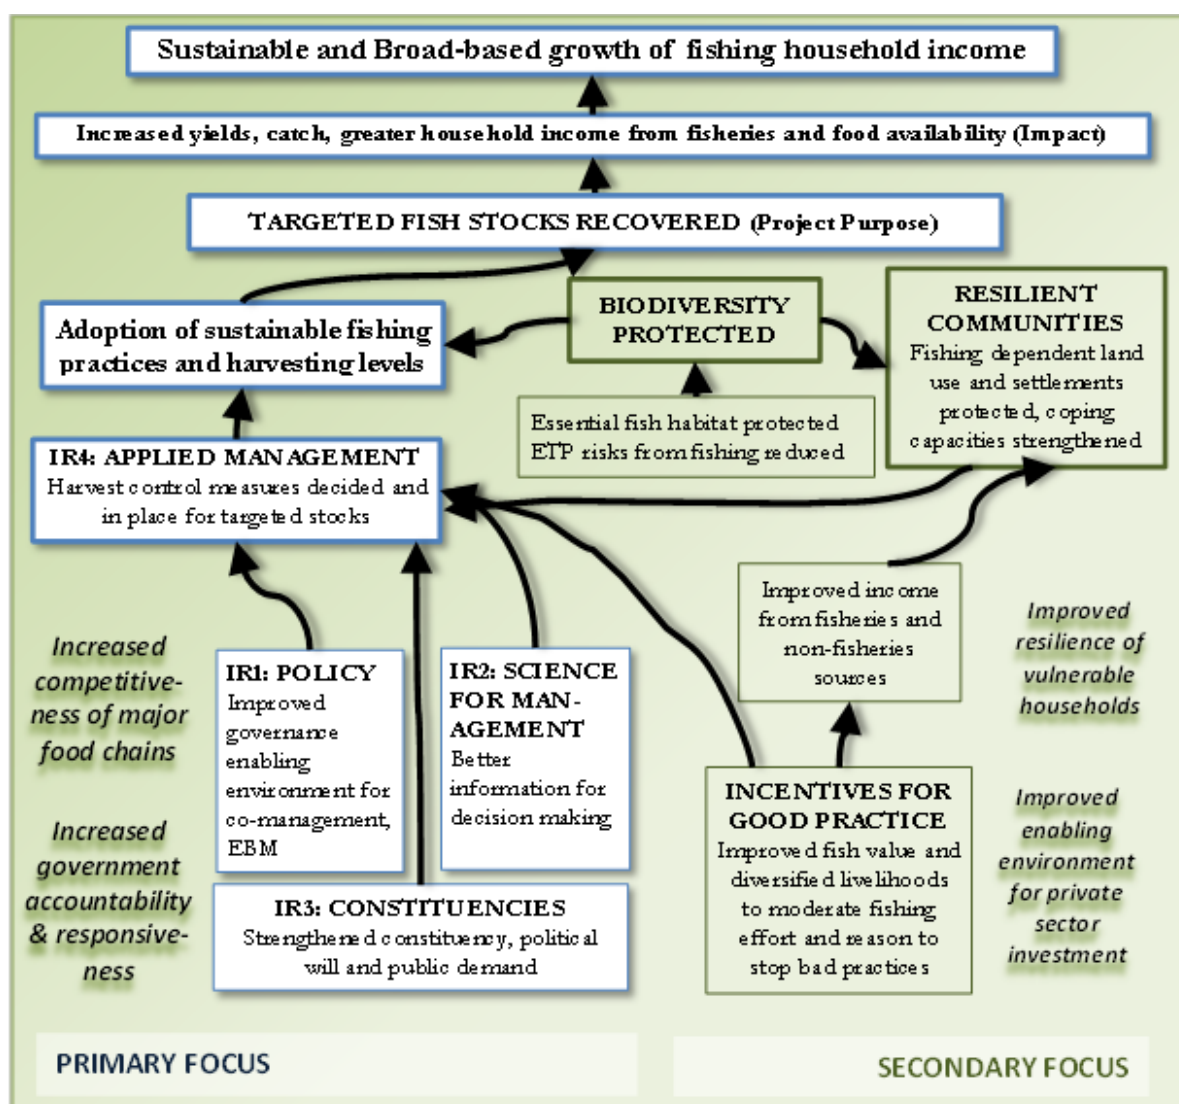 Sustainable and Broad-based growth of fishing household income
Increased yields, catch, greater household income from fisheries and food availability (Impact)
TARGETED FISH STOCKS RECOVERED (Project Purpose)
Adoption of sustainable fishing
practices and harvesting levels
BIODIVERSITY
PROTECTED
RESILIENT
COMMUNITIES
Fishing dependent land
use and settlements
protected, coping
capacities strengthened
Essential fish habitat protected
ETP risks from fishing reduced
IR4: APPLIED MANAGEMENT
Harvest control measures decided and
in place for targeted stocks
Improved income
from fisheries and
non-fisheries
sources
Improved
resilience of
vulnerable
households
Increased
competitive-
ness of major
food chains
IR1: POLICY
Improved
governance
enabling
environment for
co-management,
EBM
IR2: SCIENCE
FOR MAN-
AGEMENT
Better
information for
decision making
INCENTIVES FOR
GOOD PRACTICE
Improved fish value and
diversified livelihoods
to moderate fishing
effort and reason to
stop bad practices
Improved
enabling
environment
for private
sector
investment
Increased
government
accountability
& responsive-
ness
IR3: CONSTITUENCIES
Strengthened constituency, political
will and public demand
PRIMARY FOCUS
SECONDARY FOCUS